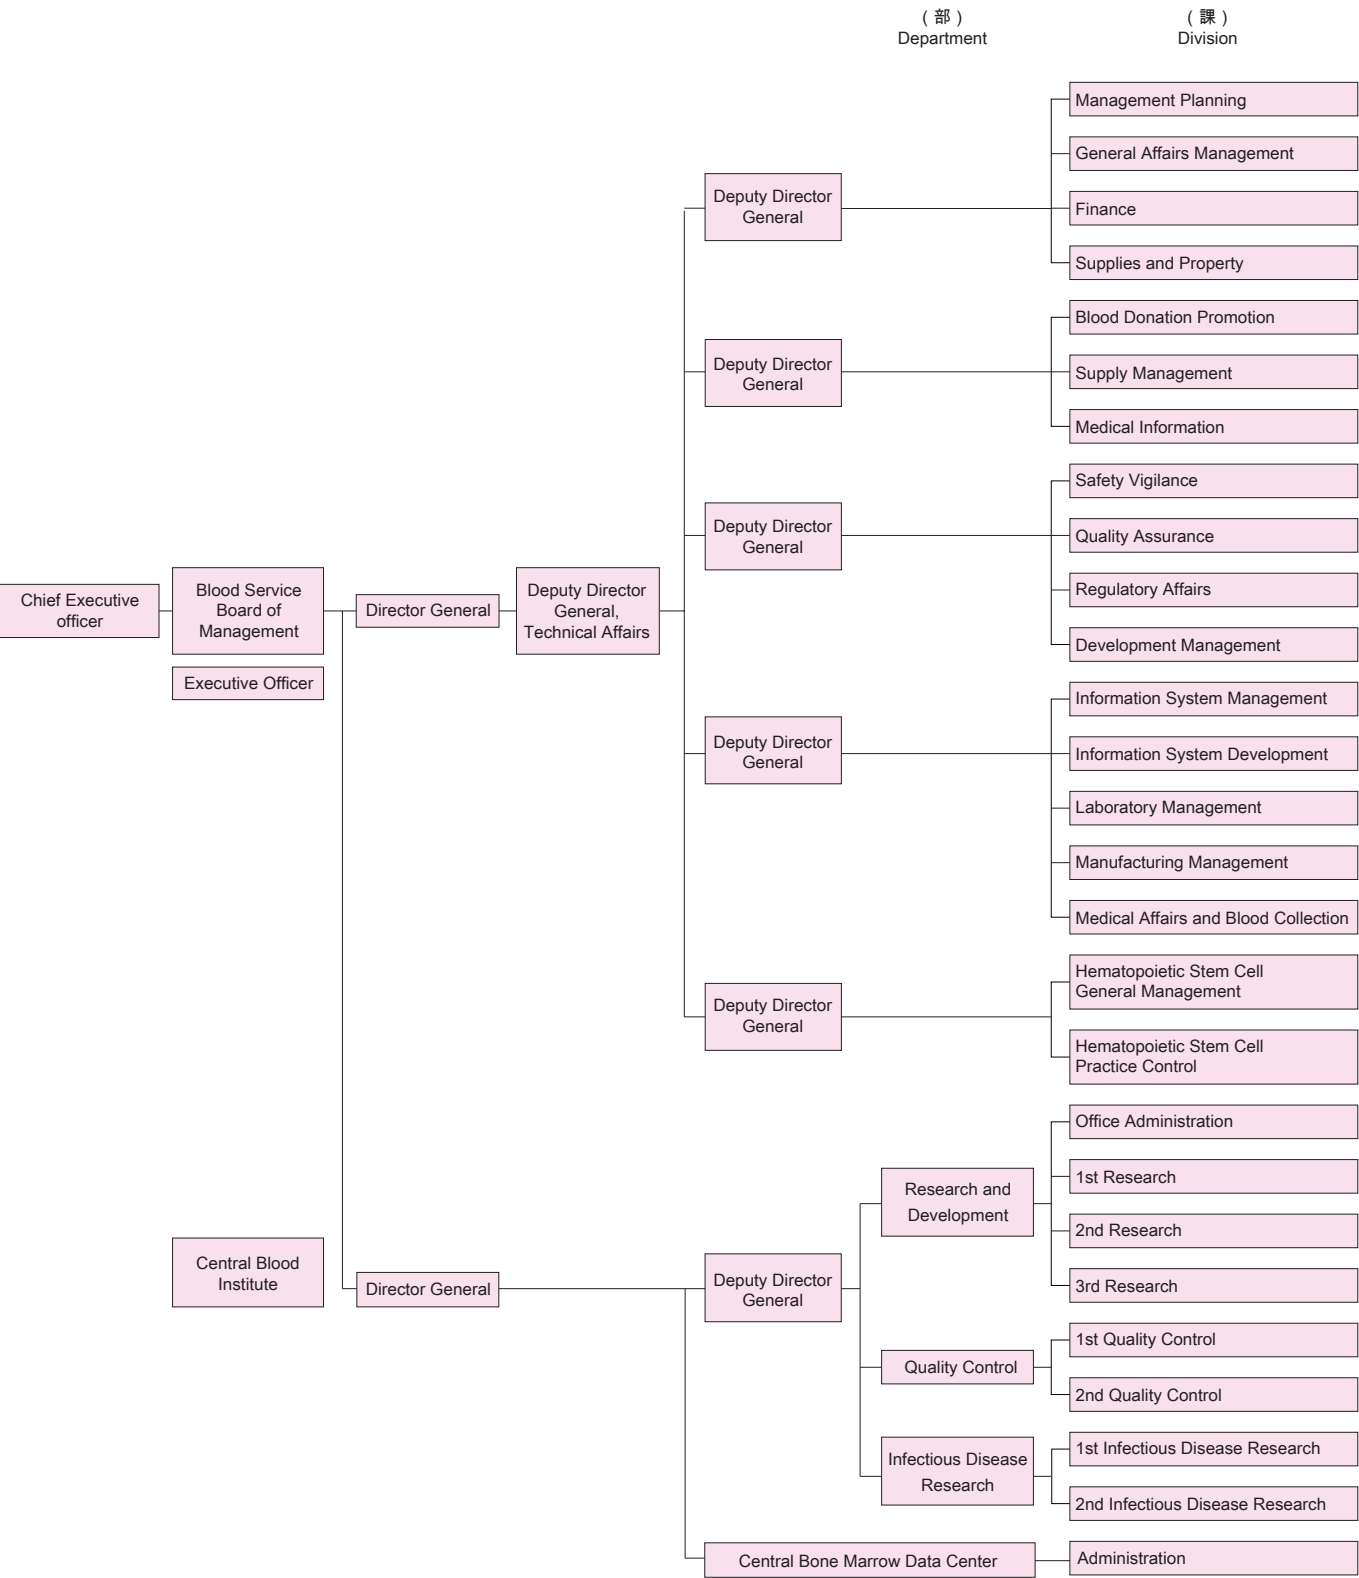 （部）
Department
（課）
Division
Management Planning
General Affairs Management
Deputy Director
General
Finance
Supplies and Property
Blood Donation Promotion
Deputy Director
General
Supply Management
Medical Information
Safety Vigilance
Deputy Director
General
Quality Assurance
Regulatory Affairs
Development Management
Chief Executive
officer
Blood Service
Board of
Management
Executive Officer
Director General
Deputy Director
General,
Technical Affairs
Information System Management
Deputy Director
General
Information System Development
Laboratory Management
Manufacturing Management
Medical Affairs and Blood Collection
Deputy Director
General
Hematopoietic Stem Cell
General Management
Hematopoietic Stem Cell
Practice Control
Central Blood
Institute
Director General
Deputy Director
General
Research and
Development
Office Administration
1st Research
2nd Research
3rd Research
Quality Control
1st Quality Control
2nd Quality Control
Infectious Disease
Research
1st Infectious Disease Research
2nd Infectious Disease Research
Central Bone Marrow Data Center
Administration